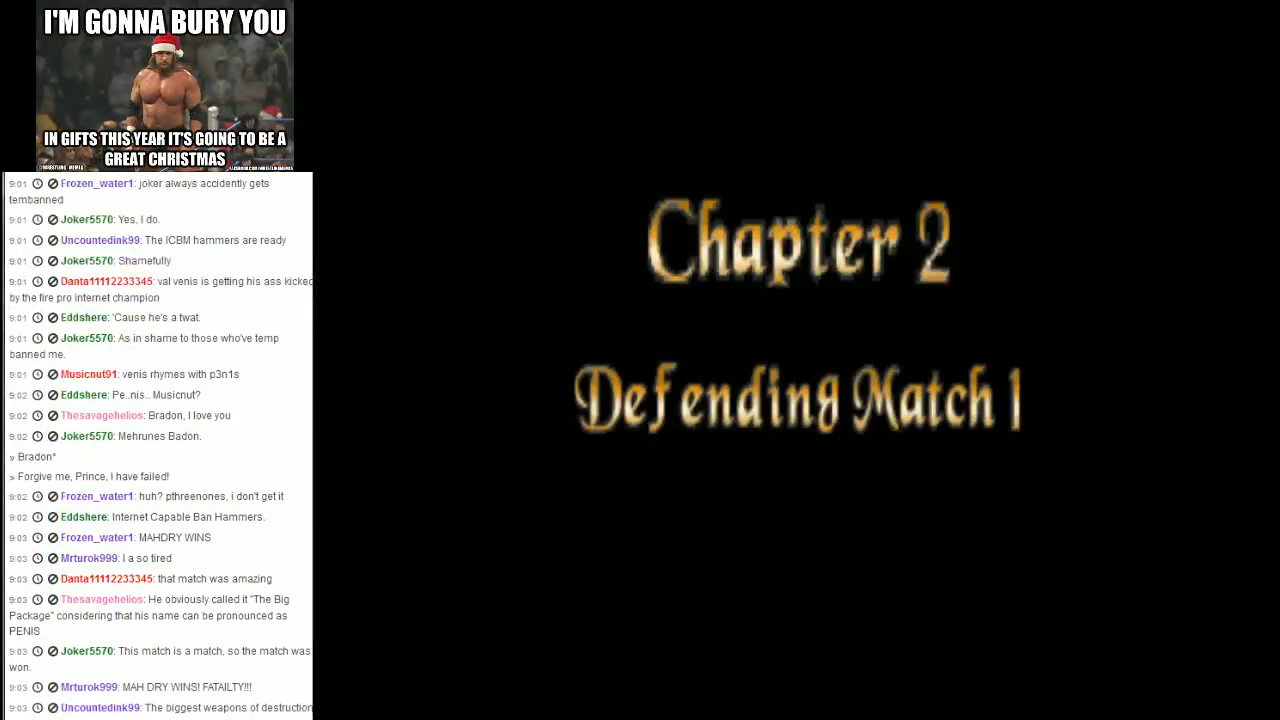 I'M GONNA BURY YOU
IN GIFTS THIS YEAR IT'S GOING TO BE A
GREAT CHRISTMAS
9:01 Frozen_water1: joker always accidently gets
tembanned
9:01 Joker5570: Yes, I do.
9:01 Uncountedink99: The ICBM hammers are ready
9:01 Joker5570: Shamefully
9:01 Danta11112233345: val venis is getting his ass kicked
by the fire pro internet champion
9:01 Eddshere: 'Cause he's a twat.
9:01 Joker5570: As in shame to those who've temp
banned me.
9:01 Musicnut91: venis rhymes with p3n1s
9:02 Eddshere: Pe..nis.. Musicnut?
9:02 Thesavagehelios: Bradon, I love you
9:02 Joker5570: Mehrunes Badon.
» Bradon*
» Forgive me, Prince, I have failed!
9:02 Frozen_water1: huh? pthreenones, i don't get it
9:02 Eddshere: Internet Capable Ban Hammers.
9:03 Frozen_water1: MAHDRY WINS
9:03 Mrturok999: I a so tired
9:03 Danta11112233345: that match was amazing
9:03 Thesavagehelios: He obviously called it "The Big
Package" considering that his name can be pronounced as
PENIS
9:03 Joker5570: This match is a match, so the match was
won.
9:03 Mrturok999: MAH DRY WINS! FATAILTY!!!
9:03 Uncountedink99: The biggest weapons of destruction
Chapter 2
Defending Match 1